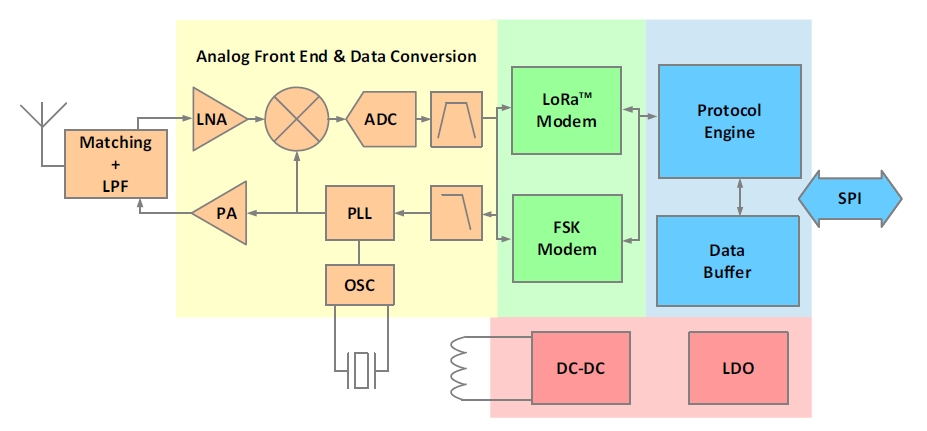 Analog Front End & Data Conversion
Matching
+
LPF
LNA
ADC
LoRa™
Modem
Protocol
Engine
PA
PLL
FSK
Modem
SPI
Data
Buffer
OSC
DC-DC
LDO